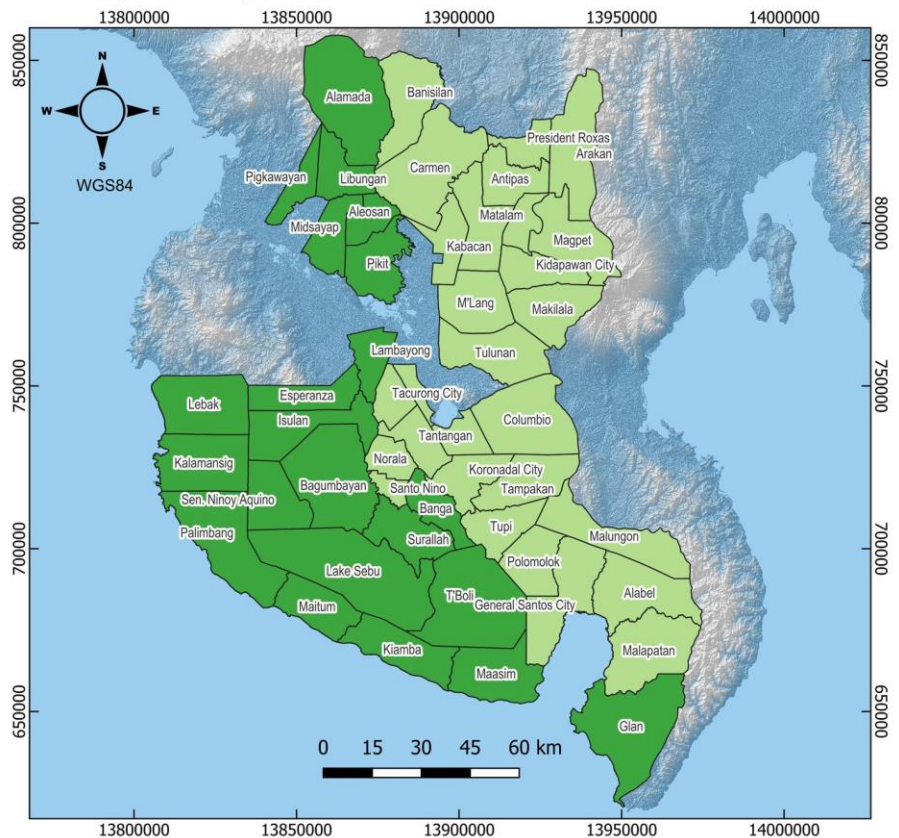 13800000 13850000 13900000 13950000 14000000
850000 850000
N
W E
S
WGS84
Alamada
Banisilan
President Roxas
Arakan
Carmen
Pigkawayan
Libungan
Antipas
Aleosan
Matalam
Midsayap
Kabacan
Magpet
800000 800000
Pikit
Kidapawan City
M'Lang
Makilala
Lambayong
Tulunan
750000 750000
Esperanza
Tacurong City
Lebak
Isulan
Columbio
Tantangan
Norala
Kalamansig
Koronadal City
Bagumbayan
Santo Nino
Tampakan
Sen. Ninoy Aquino
Banga
Palimbang
Tupi
Surallah
Malungon
700000 700000
Polomolok
Lake Sebu
T'Boli
Alabel
General Santos City
Maitum
Kiamba
Malapatan
Maasim
650000 650000
Glan
0 15 30 45 60 km
13800000 13850000 13900000 13950000 14000000